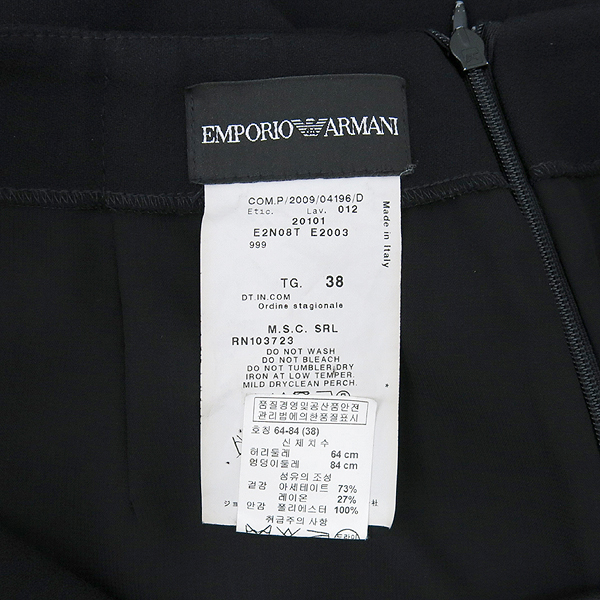 EMPORIO ARMANI
COM.P/2009/04196/D
Etic. Lav. 012
20101
E2N08T E2003
999
Made in Italy
TG. 38
DT.IN.COM
Ordine stagionale
M.S.C. SRL
RN103723
DO NOT WASH
DO NOT BLEACH
DO NOT TUMBLER DRY
IRON AT LOW TEMPER.
MILD DRYCLEAN PERCH.
품질경영및공산품안전
관리법에의한품질표시
호칭 64-84 (38)
신체치수
허리둘레 64 cm
엉덩이둘레 84 cm
섬유의 조성
겉감 아세테이트 73%
레이온 27%
안감 폴리에스터 100%
취급주의 사항
드라이